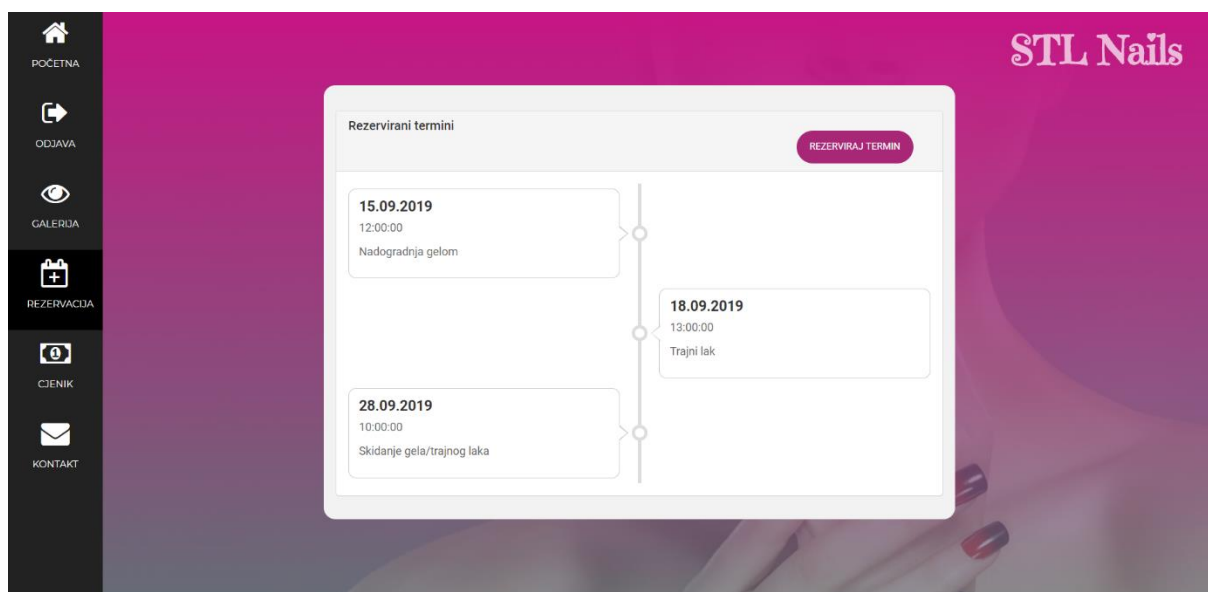 POČETNA
ODJAVA
GALERIJA
REZERVACIJA
CJENIK
KONTAKT
STL Nails
Rezervirani termini
REZERVIRAJ TERMIN
15.09.2019
12:00:00
Nadogradnja gelom
18.09.2019
13:00:00
Trajni lak
28.09.2019
10:00:00
Skidanje gela/trajnog laka